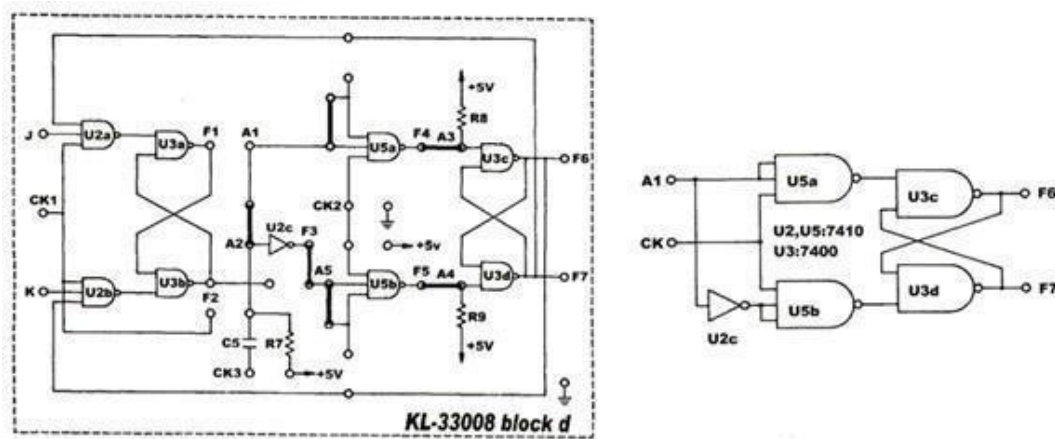 +5V
R8
J
U2a
U3a
F1
A1
U5a
F4
A3
U3c
F6
CK1
CK2
A2
U2c
F3
+5v
A5
K
U2b
U3b
F2
U5b
F5
A4
U3d
F7
C5
R7
R9
CK3
+5V
+5V
KL-33008 block d
A1
U5a
U3c
F6
CK
U2,U5:7410
U3:7400
U5b
U3d
F7
U2c